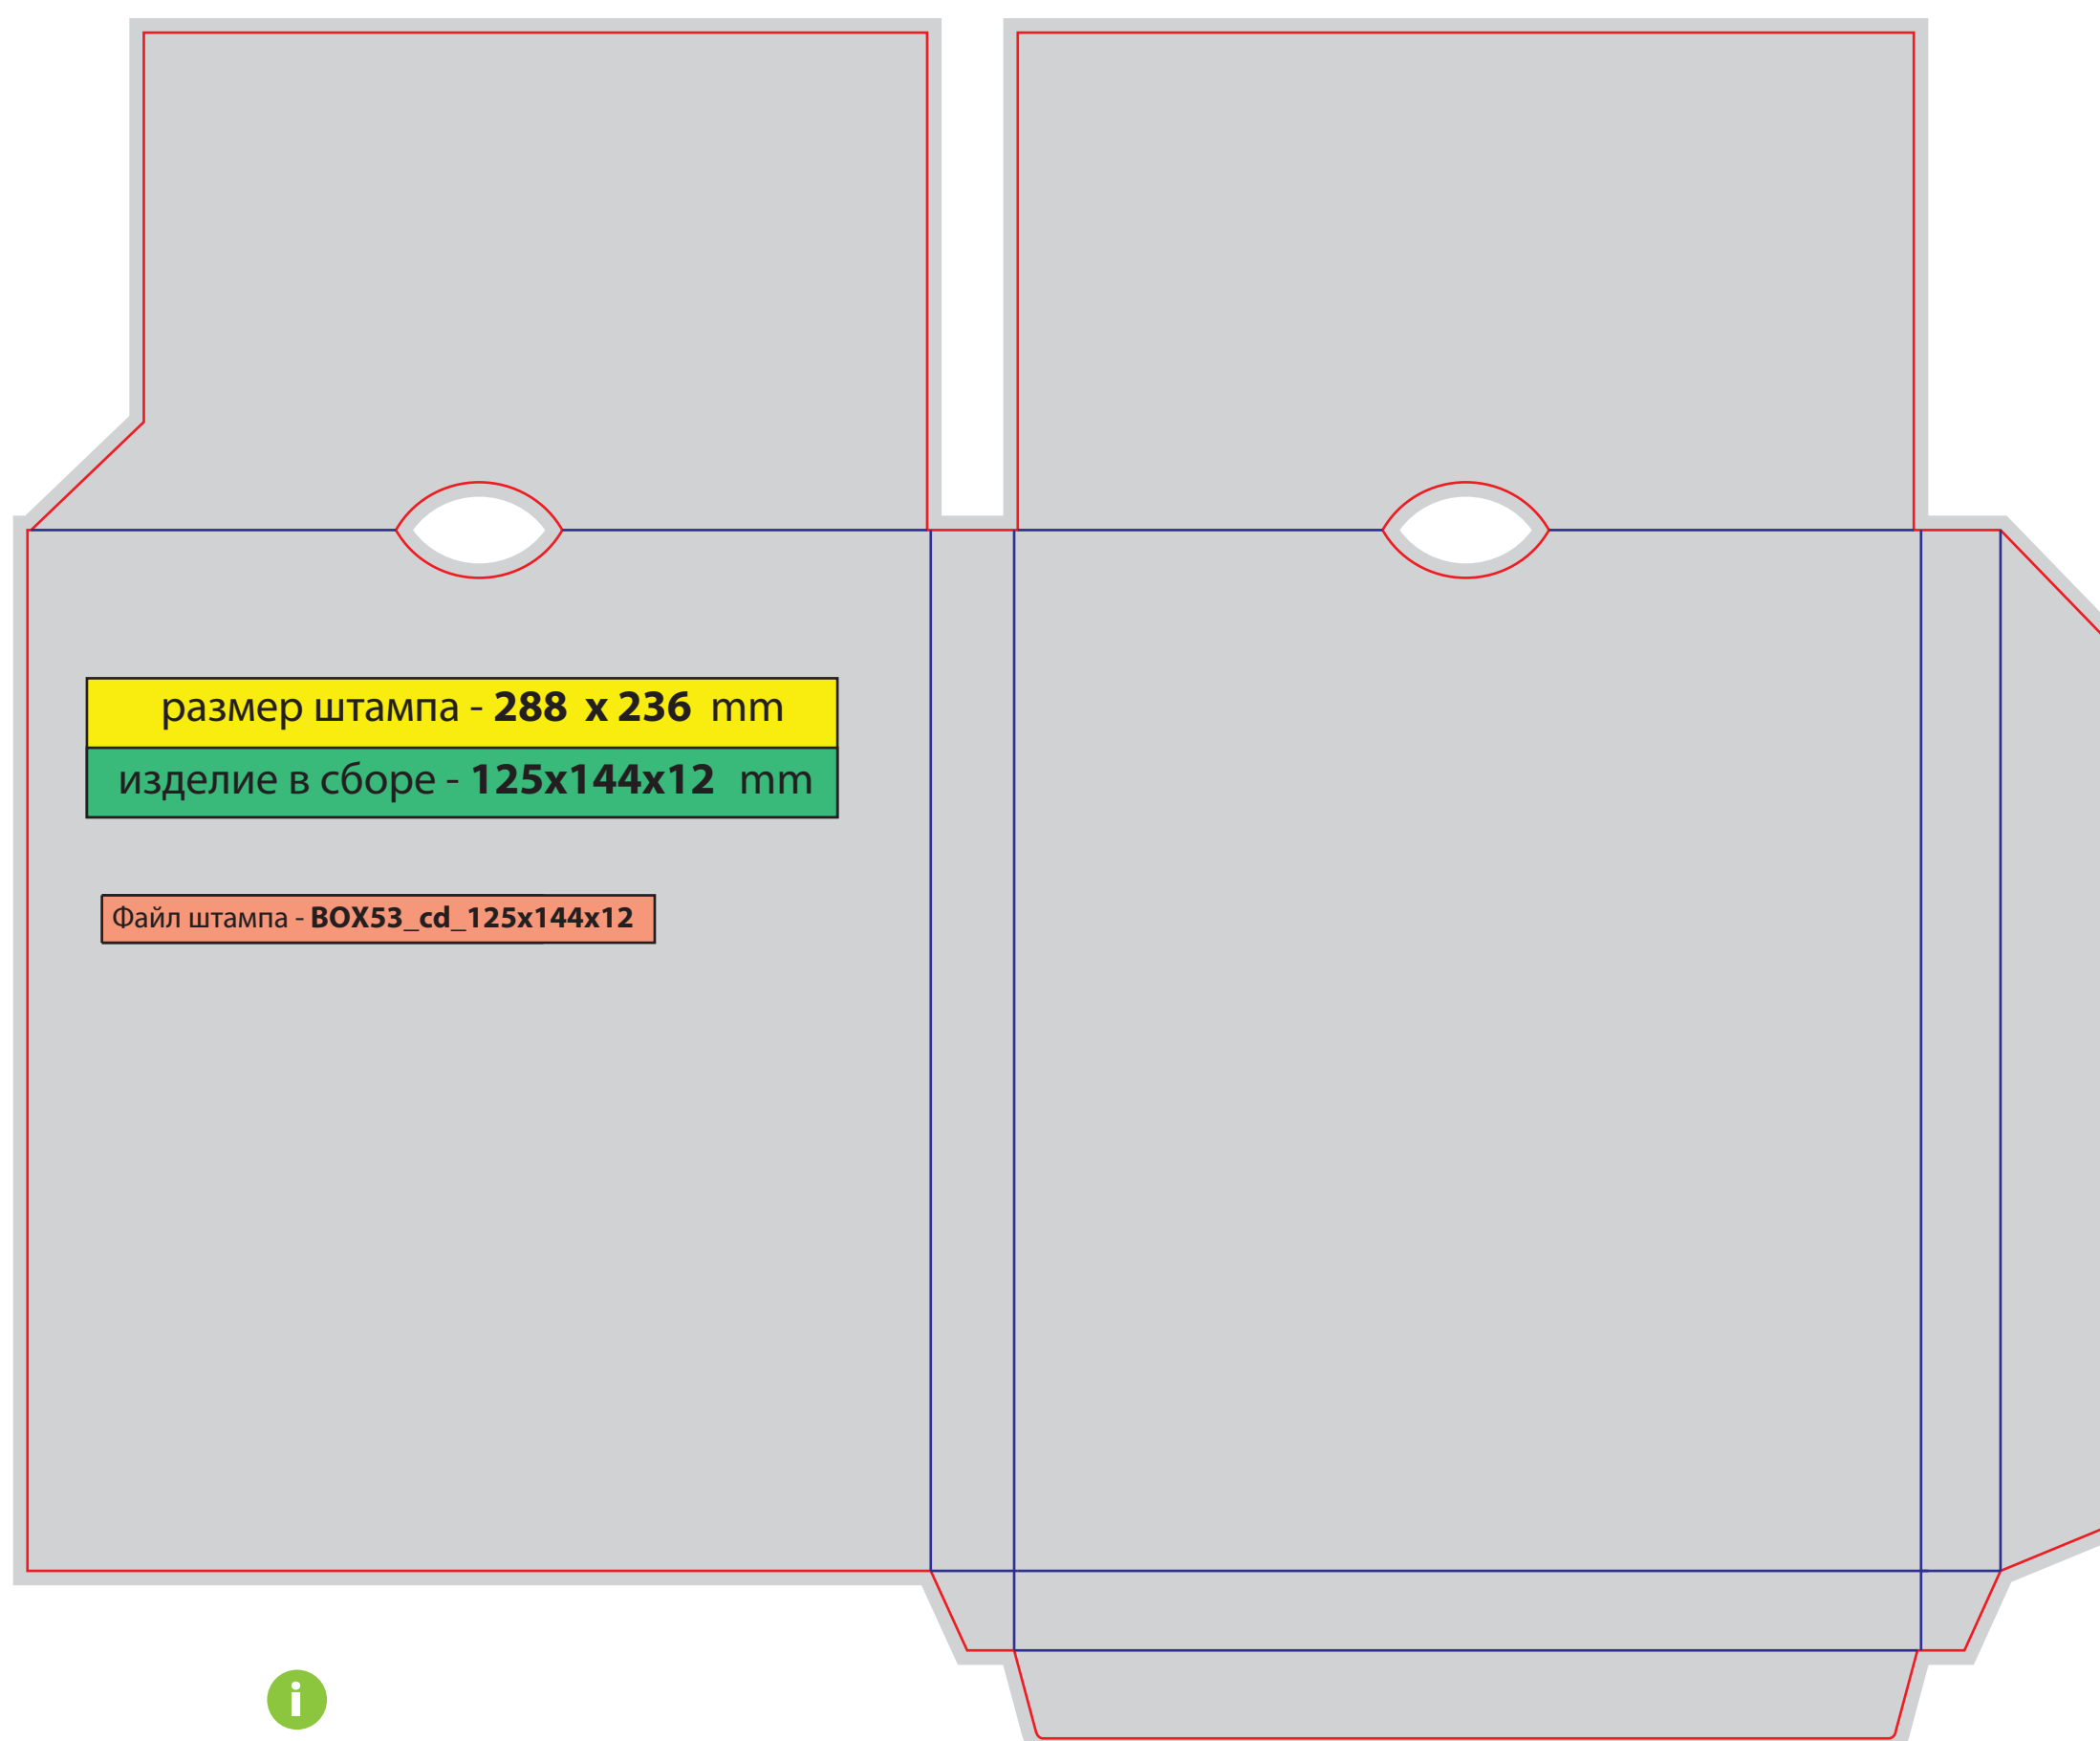 размер штампа - 288 x 236 mm
изделие в сборе - 125x144x12 mm
Файл штампа - BOX53_cd_125x144x12
i